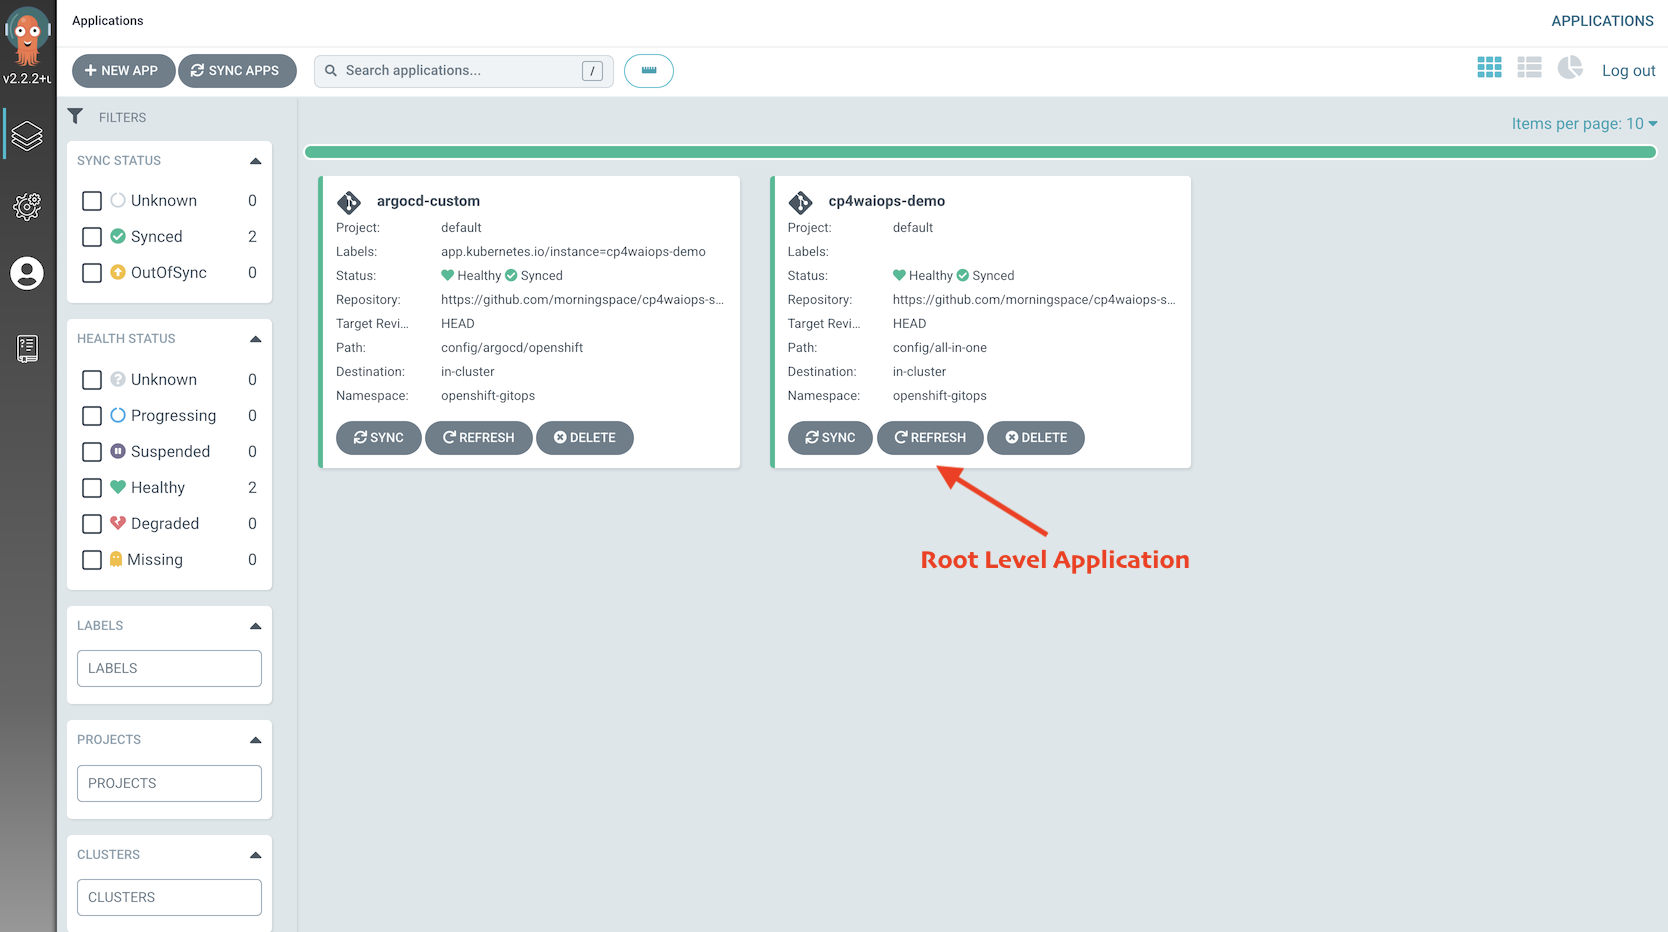 Applications
APPLICATIONS
v2.2.2+u
NEW APP
SYNC APPS
Search applications...
/
Log out
FILTERS
Items per page: 10
SYNC STATUS
Unknown 0
Synced 2
OutOfSync 0
HEALTH STATUS
Unknown 0
Progressing 0
Suspended 0
Healthy 2
Degraded 0
Missing 0
LABELS
LABELS
PROJECTS
PROJECTS
CLUSTERS
CLUSTERS
argocd-custom
Project: default
Labels: app.kubernetes.io/instance=cp4waiops-demo
Status: Healthy Synced
Repository: https://github.com/morningspace/cp4waiops-s...
Target Revi... HEAD
Path: config/argocd/openshift
Destination: in-cluster
Namespace: openshift-gitops
SYNC REFRESH DELETE
cp4waiops-demo
Project: default
Labels:
Status: Healthy Synced
Repository: https://github.com/morningspace/cp4waiops-s...
Target Revi... HEAD
Path: config/all-in-one
Destination: in-cluster
Namespace: openshift-gitops
SYNC REFRESH DELETE
Root Level Application